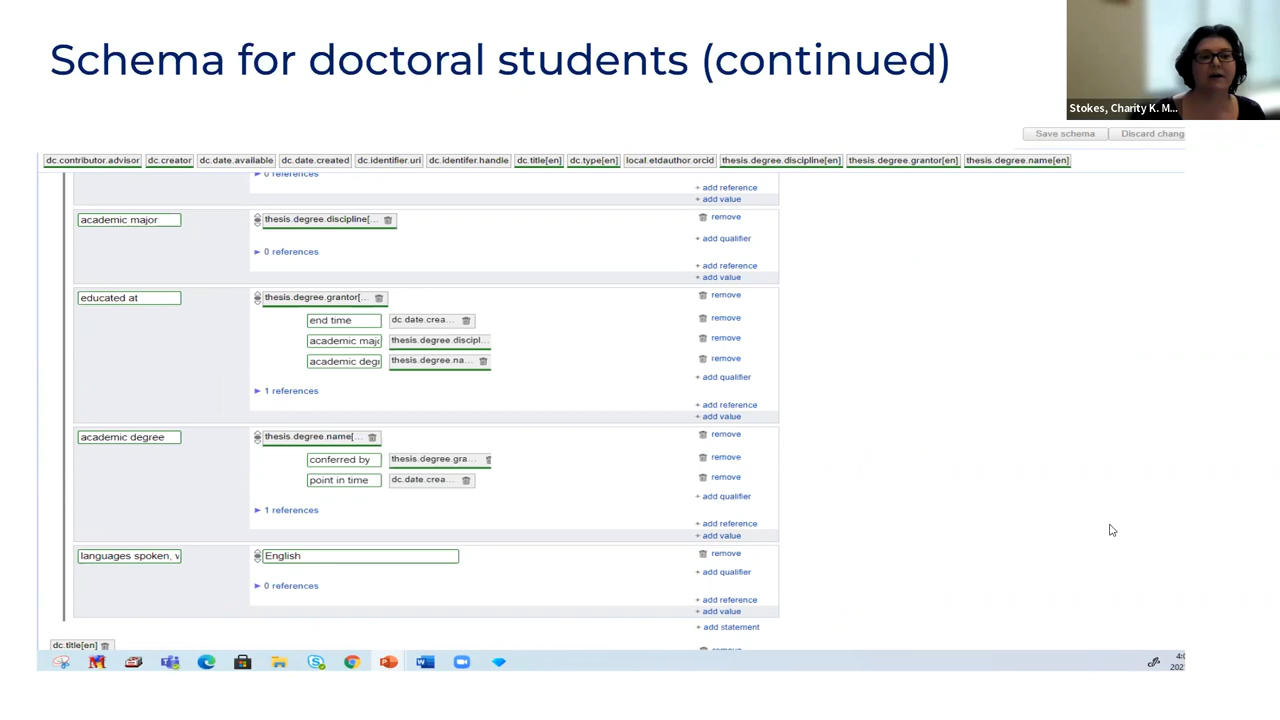 Schema for doctoral students (continued)
Stokes, Charity K. M...
Save schema Discard chang
dc.contributor.advisor dc.creator dc.date.available dc.date.created dc.identifier.uri dc.identifer.handle dc.title[en] dc.type[en] local.etdauthor.orcid thesis.degree.discipline[en] thesis.degree.grantor[en] thesis.degree.name[en]
0 references
+ add reference
+ add value
academic major thesis.degree.discipline[... remove
+ add qualifier
0 references
+ add reference
+ add value
educated at thesis.degree.grantor[... remove
end time dc.date.crea... remove
academic majo thesis.degree.discipl... remove
academic degr thesis.degree.na... remove
+ add qualifier
1 references
+ add reference
+ add value
academic degree thesis.degree.name[... remove
conferred by thesis.degree.gra... remove
point in time dc.date.crea... remove
+ add qualifier
1 references
+ add reference
+ add value
languages spoken, w English remove
+ add qualifier
0 references
+ add reference
+ add value
+ add statement
dc.title[en]
4:0
202